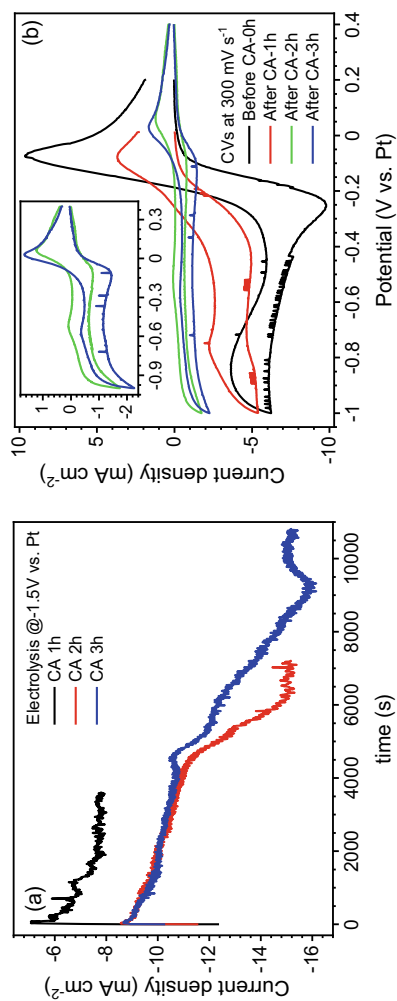 (a)
Electrolysis @-1.5V vs. Pt
CA 1h
CA 2h
CA 3h
Current density (mA cm-2)
-6
-8
-10
-12
-14
-16
0
2000
4000
6000
8000
10000
time (s)
(b)
CVs at 300 mV s-1
Before CA-0h
After CA-1h
After CA-2h
After CA-3h
Current density (mA cm-2)
10
5
0
-5
-10
-1
-0.8
-0.6
-0.4
-0.2
0
0.2
0.4
Potential (V vs. Pt)
1
0
-1
-2
-0.9
-0.6
-0.3
0
0.3